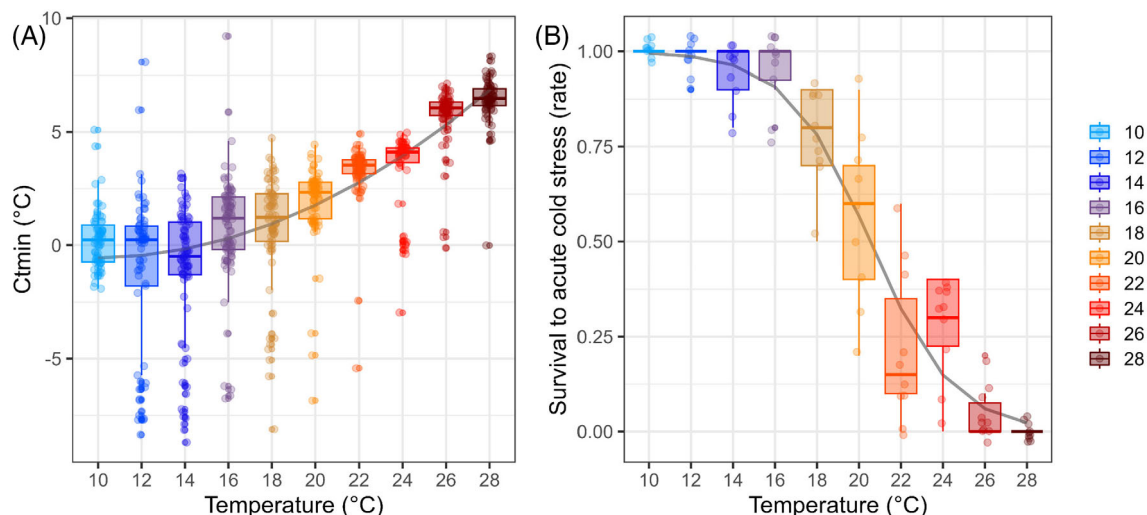 (A)
Ctmin (°C)
10
5
0
-5
10 12 14 16 18 20 22 24 26 28
Temperature (°C)
(B)
Survival to acute cold stress (rate)
1.00
0.75
0.50
0.25
0.00
10 12 14 16 18 20 22 24 26 28
Temperature (°C)
10
12
14
16
18
20
22
24
26
28